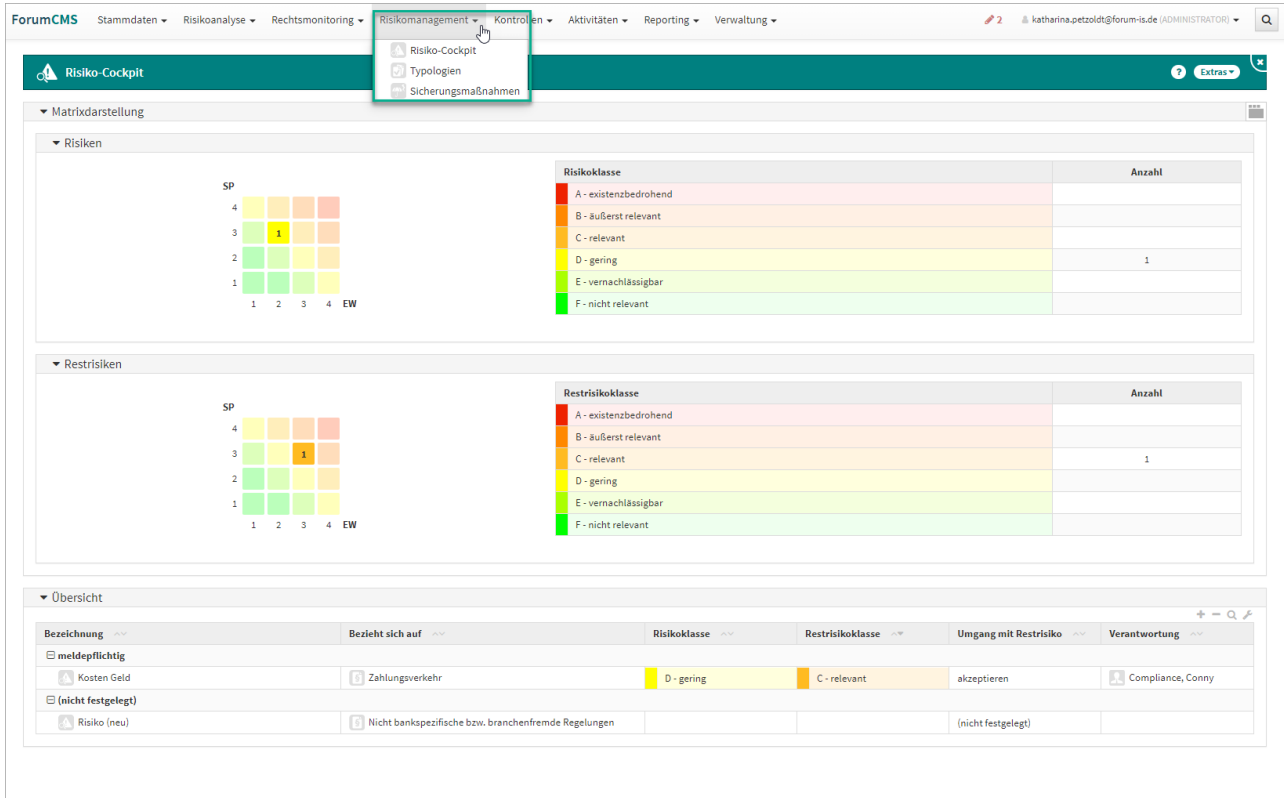 ForumCMS Stammdaten Risikoanalyse Rechtsmonitoring Risikomanagement Kontrollen Aktivitäten Reporting Verwaltung 2 katharina.petzoldt@forum-is.de (ADMINISTRATOR)
Risiko-Cockpit
Typologien
Sicherungsmaßnahmen
Risiko-Cockpit ? Extras
Matrixdarstellung
Risiken
SP
4
3 1
2
1
1 2 3 4 EW
Risikoklasse Anzahl
A - existenzbedrohend
B - äußerst relevant
C - relevant
D - gering 1
E - vernachlässigbar
F - nicht relevant
Restrisiken
SP
4
3 1
2
1
1 2 3 4 EW
Restrisikoklasse Anzahl
A - existenzbedrohend
B - äußerst relevant
C - relevant 1
D - gering
E - vernachlässigbar
F - nicht relevant
Übersicht
Bezeichnung Bezieht sich auf Risikoklasse Restrisikoklasse Umgang mit Restrisiko Verantwortung
meldepflichtig
Kosten Geld Zahlungsverkehr D - gering C - relevant akzeptieren Compliance, Conny
(nicht festgelegt)
Risiko (neu) Nicht bankspezifische bzw. branchenfremde Regelungen (nicht festgelegt)